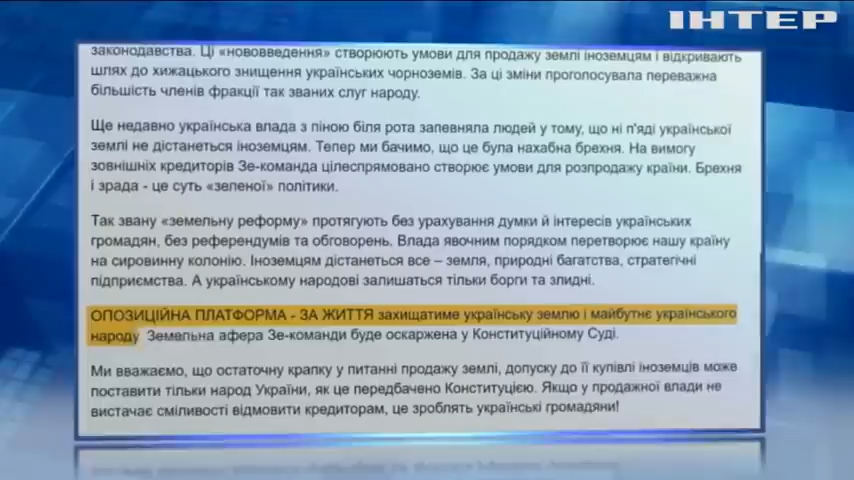 ІНТЕР
законодавства. Ці «нововведення» створюють умови для продажу землі іноземцям і відкривають
шлях до хижацького знищення українських чорноземів. За ці зміни проголосувала переважна
більшість членів фракції так званих слуг народу.
Ще недавно українська влада з піною біля рота запевняла людей у тому, що ні п'яді української
землі не дістанеться іноземцям. Тепер ми бачимо, що це була нахабна брехня. На вимогу
зовнішніх кредиторів Зе-команда цілеспрямовано створює умови для розпродажу країни. Брехня
і зрада - це суть «зеленої» політики.
Так звану «земельну реформу» протягують без урахування думки й інтересів українських
громадян, без референдумів та обговорень. Влада явочним порядком перетворює нашу країну
на сировинну колонію. Іноземцям дістанеться все – земля, природні багатства, стратегічні
підприємства. А українському народові залишаться тільки борги та злидні.
ОПОЗИЦІЙНА ПЛАТФОРМА - ЗА ЖИТТЯ захищатиме українську землю і майбутнє українського
народу Земельна афера Зе-команди буде оскаржена у Конституційному Суді.
Ми вважаємо, що остаточну крапку у питанні продажу землі, допуску до її купівлі іноземців може
поставити тільки народ України, як це передбачено Конституцією. Якщо у продажної влади не
вистачає сміливості відмовити кредиторам, це зроблять українські громадяни!